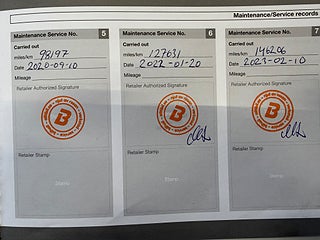 Maintenance/Service records
Maintenance Service No. 5
Carried out
miles/km 98197
Date 2020-09-10
Mileage
Retailer Authorized Signature
B
Retailer Stamp
Stamp
Maintenance Service No. 6
Carried out
miles/km 127631
Date 2022-01-20
Mileage
Retailer Authorized Signature
B
Retailer Stamp
Stamp
Maintenance Service No. 7
Carried out
miles/km 146206
Date 2023-02-10
Mileage
Retailer Authorized Signature
B
Retailer Stamp
Stamp